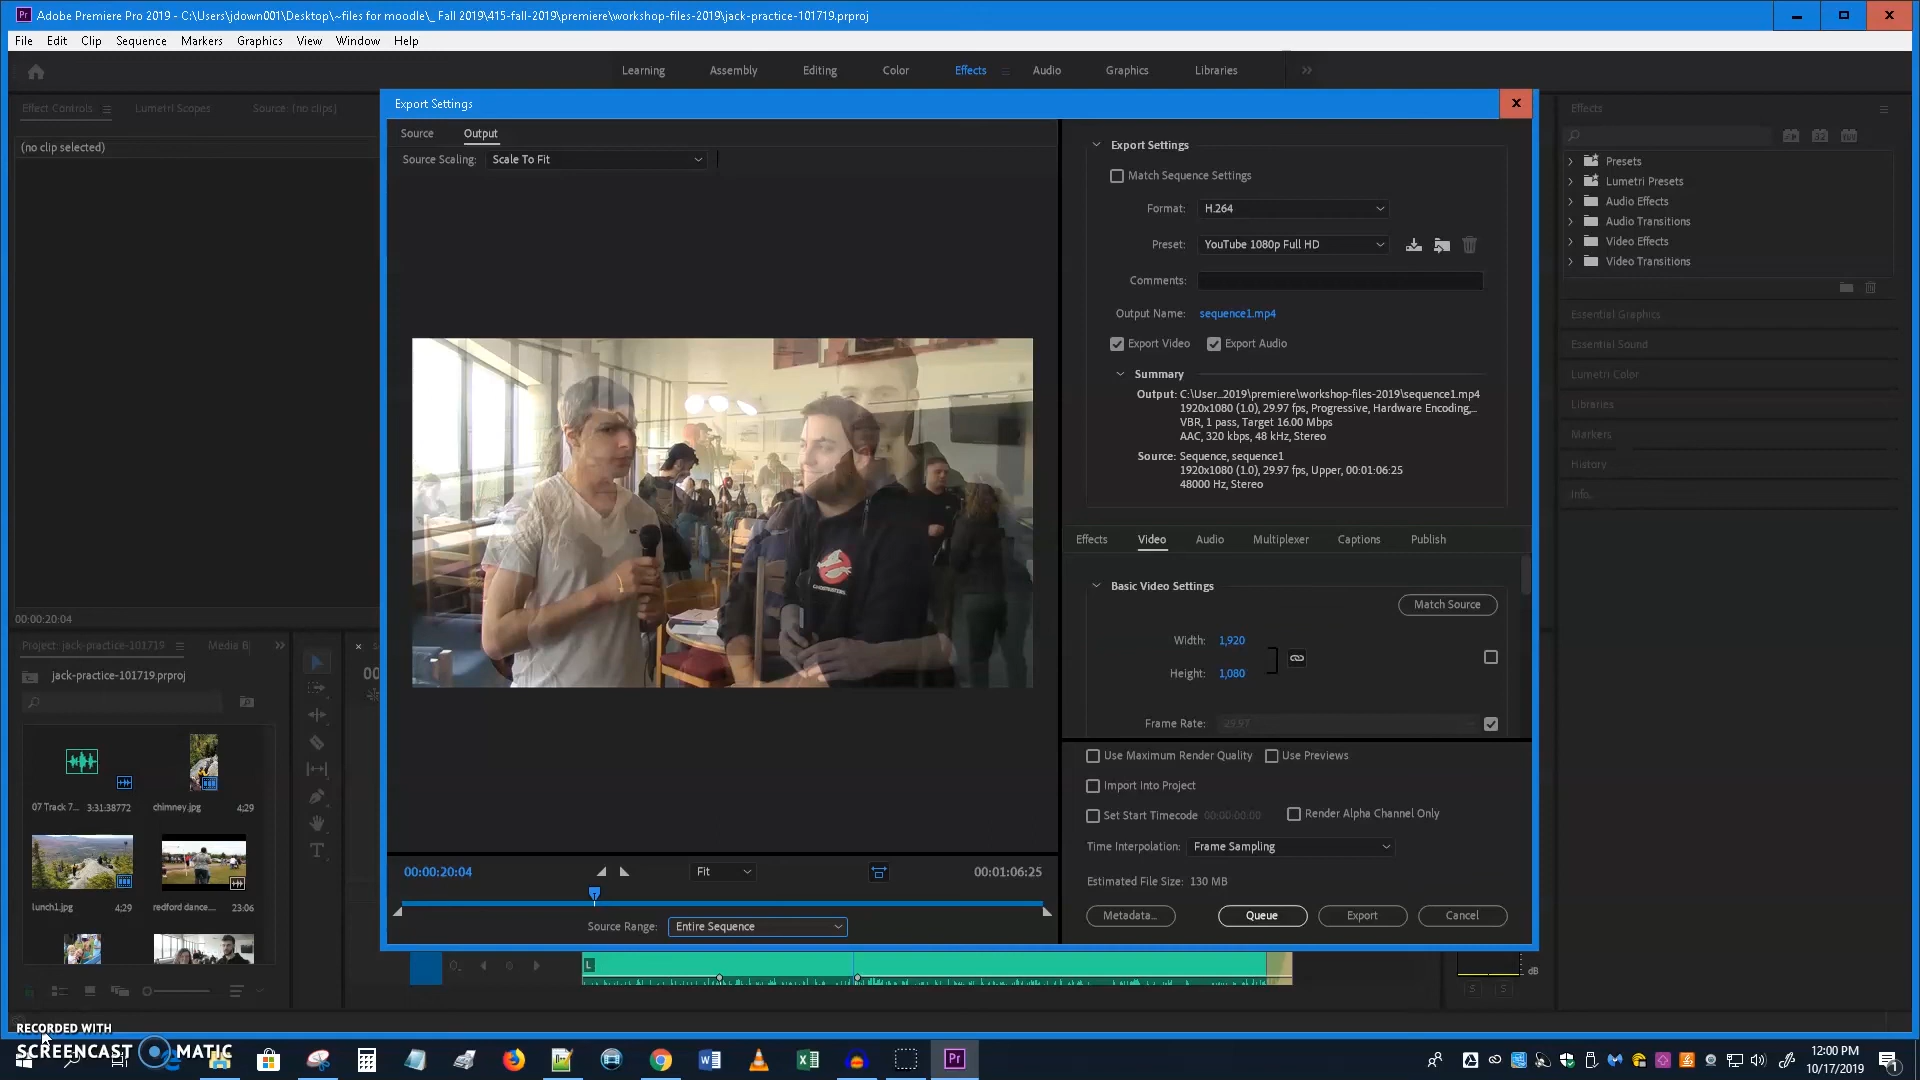 Adobe Premiere Pro 2019 - C:\Users\jdown001\Desktop\~files for moodle\_ Fall 2019\415-fall-2019\premiere\workshop-files-2019\jack-practice-101719.prproj
File Edit Clip Sequence Markers Graphics View Window Help
Learning Assembly Editing Color Effects Audio Graphics Libraries
Effect Controls Lumetri Scopes Source: (no clips)
(no clip selected)
00:00:20:04
Export Settings
Source Output
Source Scaling: Scale To Fit
00:00:20:04 Fit 00:01:06:25
Source Range: Entire Sequence
Export Settings
Match Sequence Settings
Format: H.264
Preset: YouTube 1080p Full HD
Comments:
Output Name: sequence1.mp4
Export Video Export Audio
Summary
Output: C:\User...2019\premiere\workshop-files-2019\sequence1.mp4
1920x1080 (1.0), 29.97 fps, Progressive, Hardware Encoding,...
VBR, 1 pass, Target 16.00 Mbps
AAC, 320 kbps, 48 kHz, Stereo
Source: Sequence, sequence1
1920x1080 (1.0), 29.97 fps, Upper, 00:01:06:25
48000 Hz, Stereo
Effects Video Audio Multiplexer Captions Publish
Basic Video Settings
Match Source
Width: 1,920
Height: 1,080
Frame Rate: 29.97
Use Maximum Render Quality Use Previews
Import Into Project
Set Start Timecode 00:00:00:00 Render Alpha Channel Only
Time Interpolation: Frame Sampling
Estimated File Size: 130 MB
Metadata... Queue Export Cancel
Effects
Presets
Lumetri Presets
Audio Effects
Audio Transitions
Video Effects
Video Transitions
Essential Graphics
Essential Sound
Lumetri Color
Libraries
Markers
History
Info
Project: jack-practice-101719 Media B
jack-practice-101719.prproj
07 Track 7... 3:31:38772 chimney.jpg 4;29
lunch1.jpg 4;29 redford dance... 23:06
GHOSTBUSTERS
L
dB
S S
RECORDED WITH
SCREENCAST MATIC
12:00 PM
10/17/2019
1